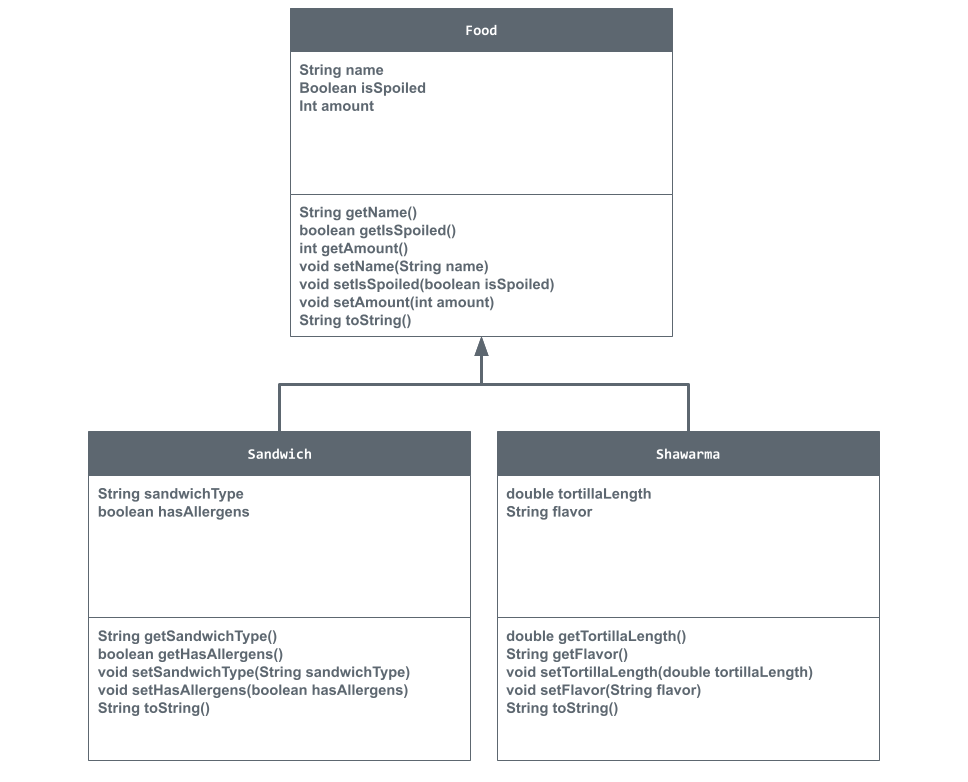 Food
String name
Boolean isSpoiled
Int amount
String getName()
boolean getIsSpoiled()
int getAmount()
void setName(String name)
void setIsSpoiled(boolean isSpoiled)
void setAmount(int amount)
String toString()
Sandwich
String sandwichType
boolean hasAllergens
String getSandwichType()
boolean getHasAllergens()
void setSandwichType(String sandwichType)
void setHasAllergens(boolean hasAllergens)
String toString()
Shawarma
double tortillaLength
String flavor
double getTortillaLength()
String getFlavor()
void setTortillaLength(double tortillaLength)
void setFlavor(String flavor)
String toString()